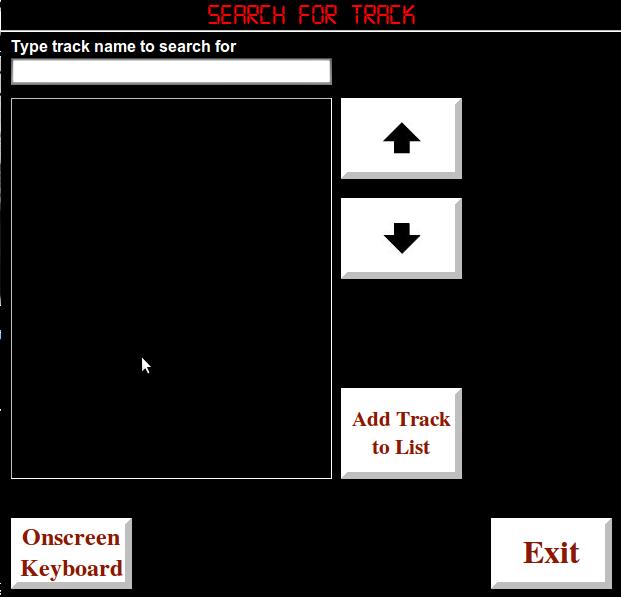 SEARCH FOR TRACK
Type track name to search for
Add Track
to List
Onscreen
Keyboard
Exit